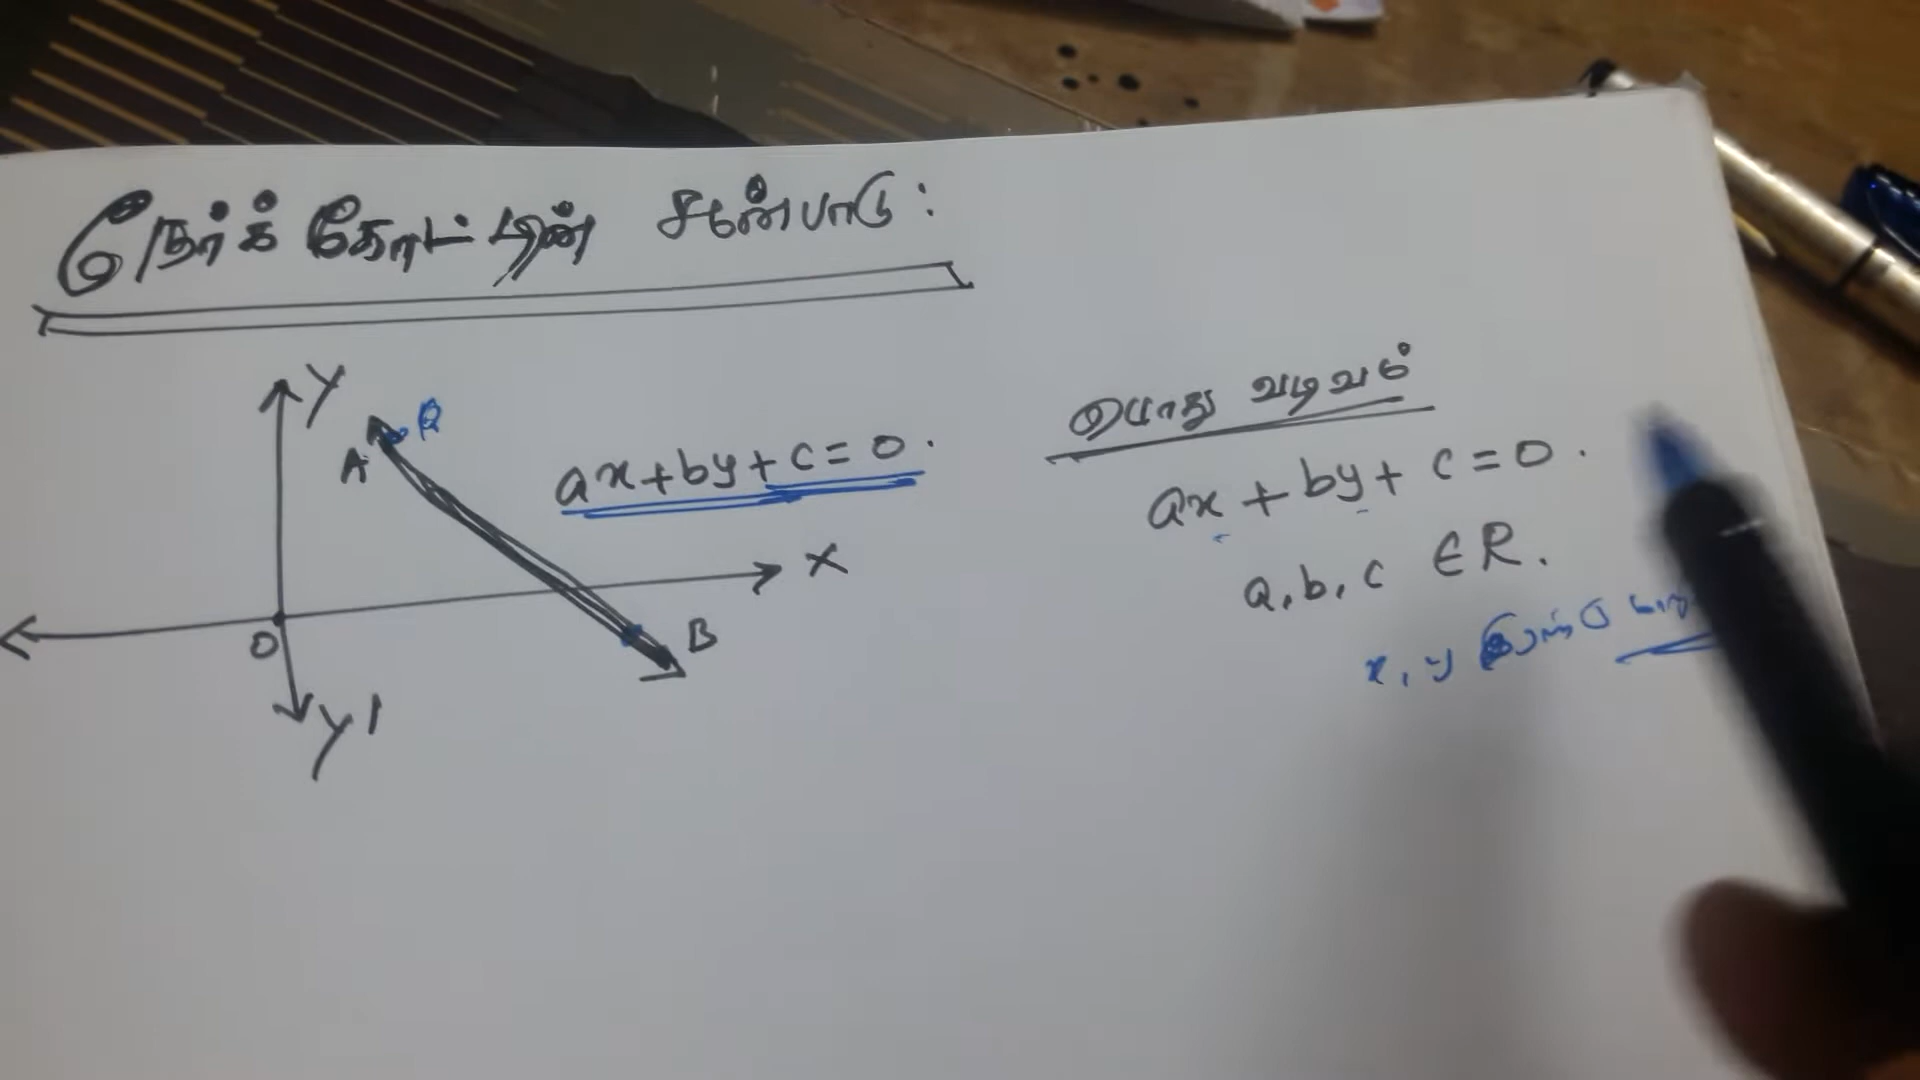 நேர்க் கோட்டின் சமன்பாடு:
Y
A
ax+by+c=0.
X
O
B
Y'
பொது வடிவம்
ax + by + c = 0.
a, b, c ∈ R.
x, y